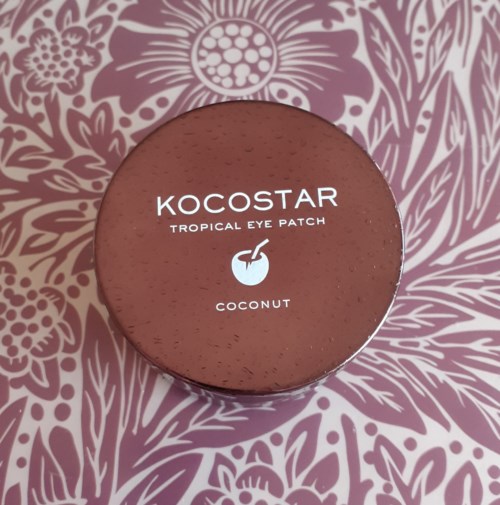 KOCOSTAR
TROPICAL EYE PATCH
COCONUT